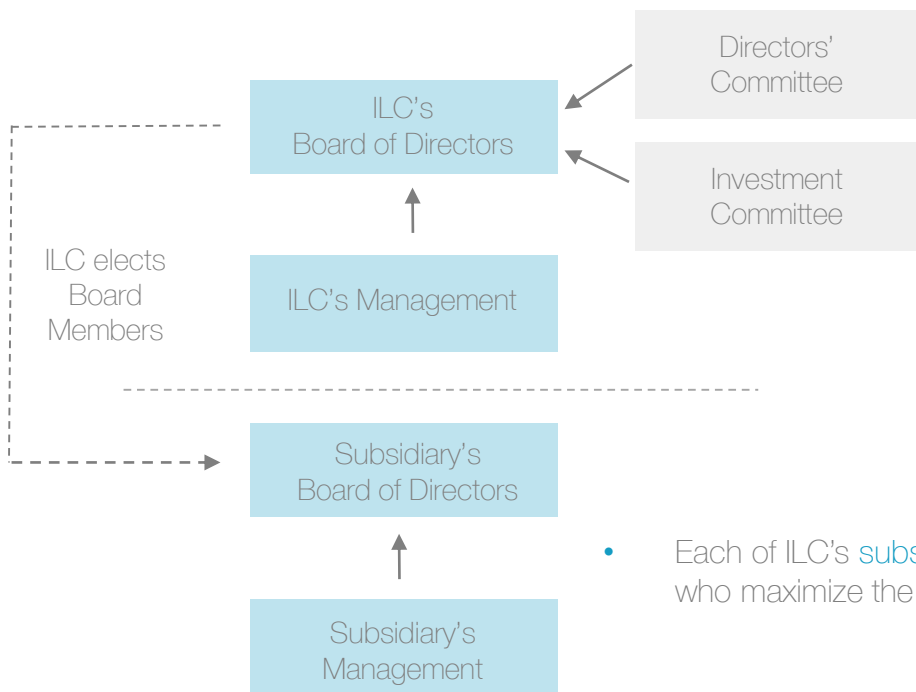 Directors'
Committee
ILC's
Board of Directors
Investment
Committee
ILC elects
Board
Members
ILC's Management
Subsidiary's
Board of Directors
• Each of ILC's subs
who maximize the
Subsidiary's
Management